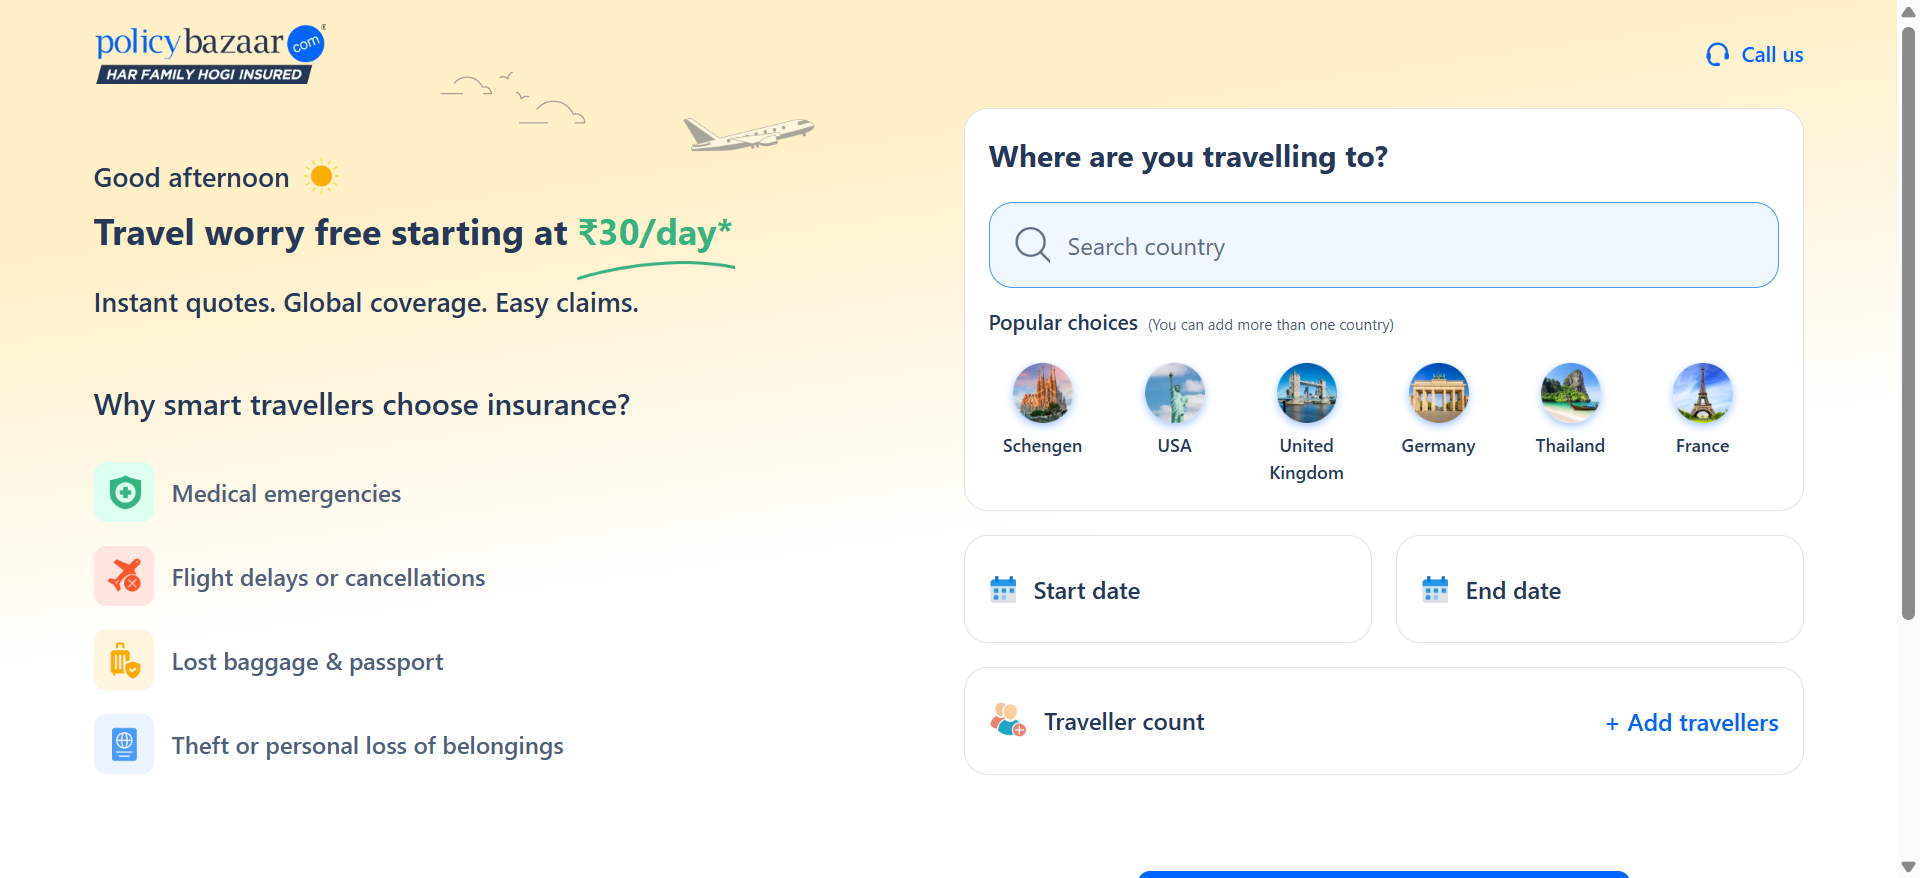 policybazaar com®
HAR FAMILY HOGI INSURED
Call us
Good afternoon
Travel worry free starting at ₹30/day*
Instant quotes. Global coverage. Easy claims.
Why smart travellers choose insurance?
Medical emergencies
Flight delays or cancellations
Lost baggage & passport
Theft or personal loss of belongings
Where are you travelling to?
Search country
Popular choices (You can add more than one country)
Schengen
USA
United
Kingdom
Germany
Thailand
France
Start date
End date
Traveller count
+ Add travellers